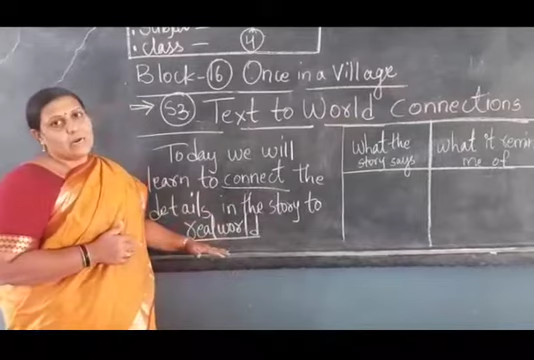 • Subject
• Class — 4
Block-16 Once in a Village
→ S3 Text to World Connections
Today we will
learn to connect the
details in the story to
real world
What the
story says
what it remin
me of